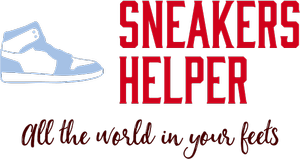 SNEAKERS
HELPER
All the world in your feets